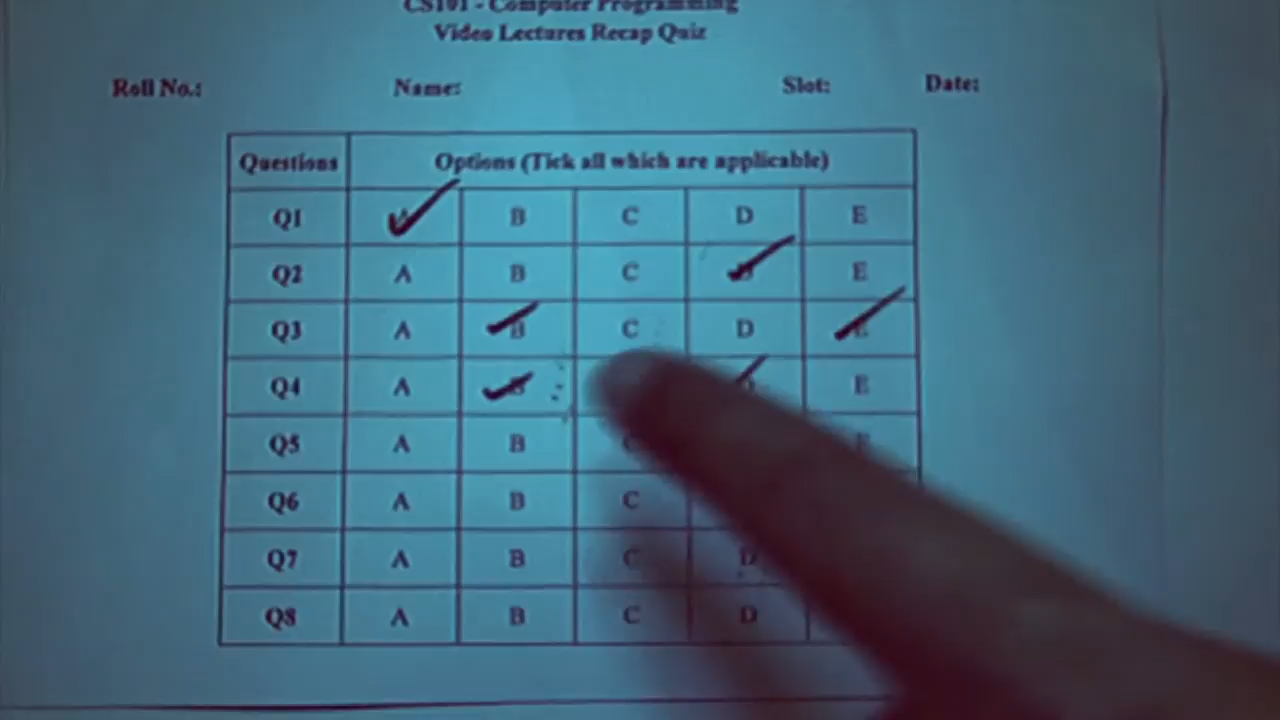 CS101 - Computer Programming
Video Lectures Recap Quiz
Roll No.: Name: Slot: Date:
Questions Options (Tick all which are applicable)
Q1 A B C D E
Q2 A B C D E
Q3 A B C D E
Q4 A B D E
Q5 A B C E
Q6 A B C
Q7 A B C D
Q8 A B C D